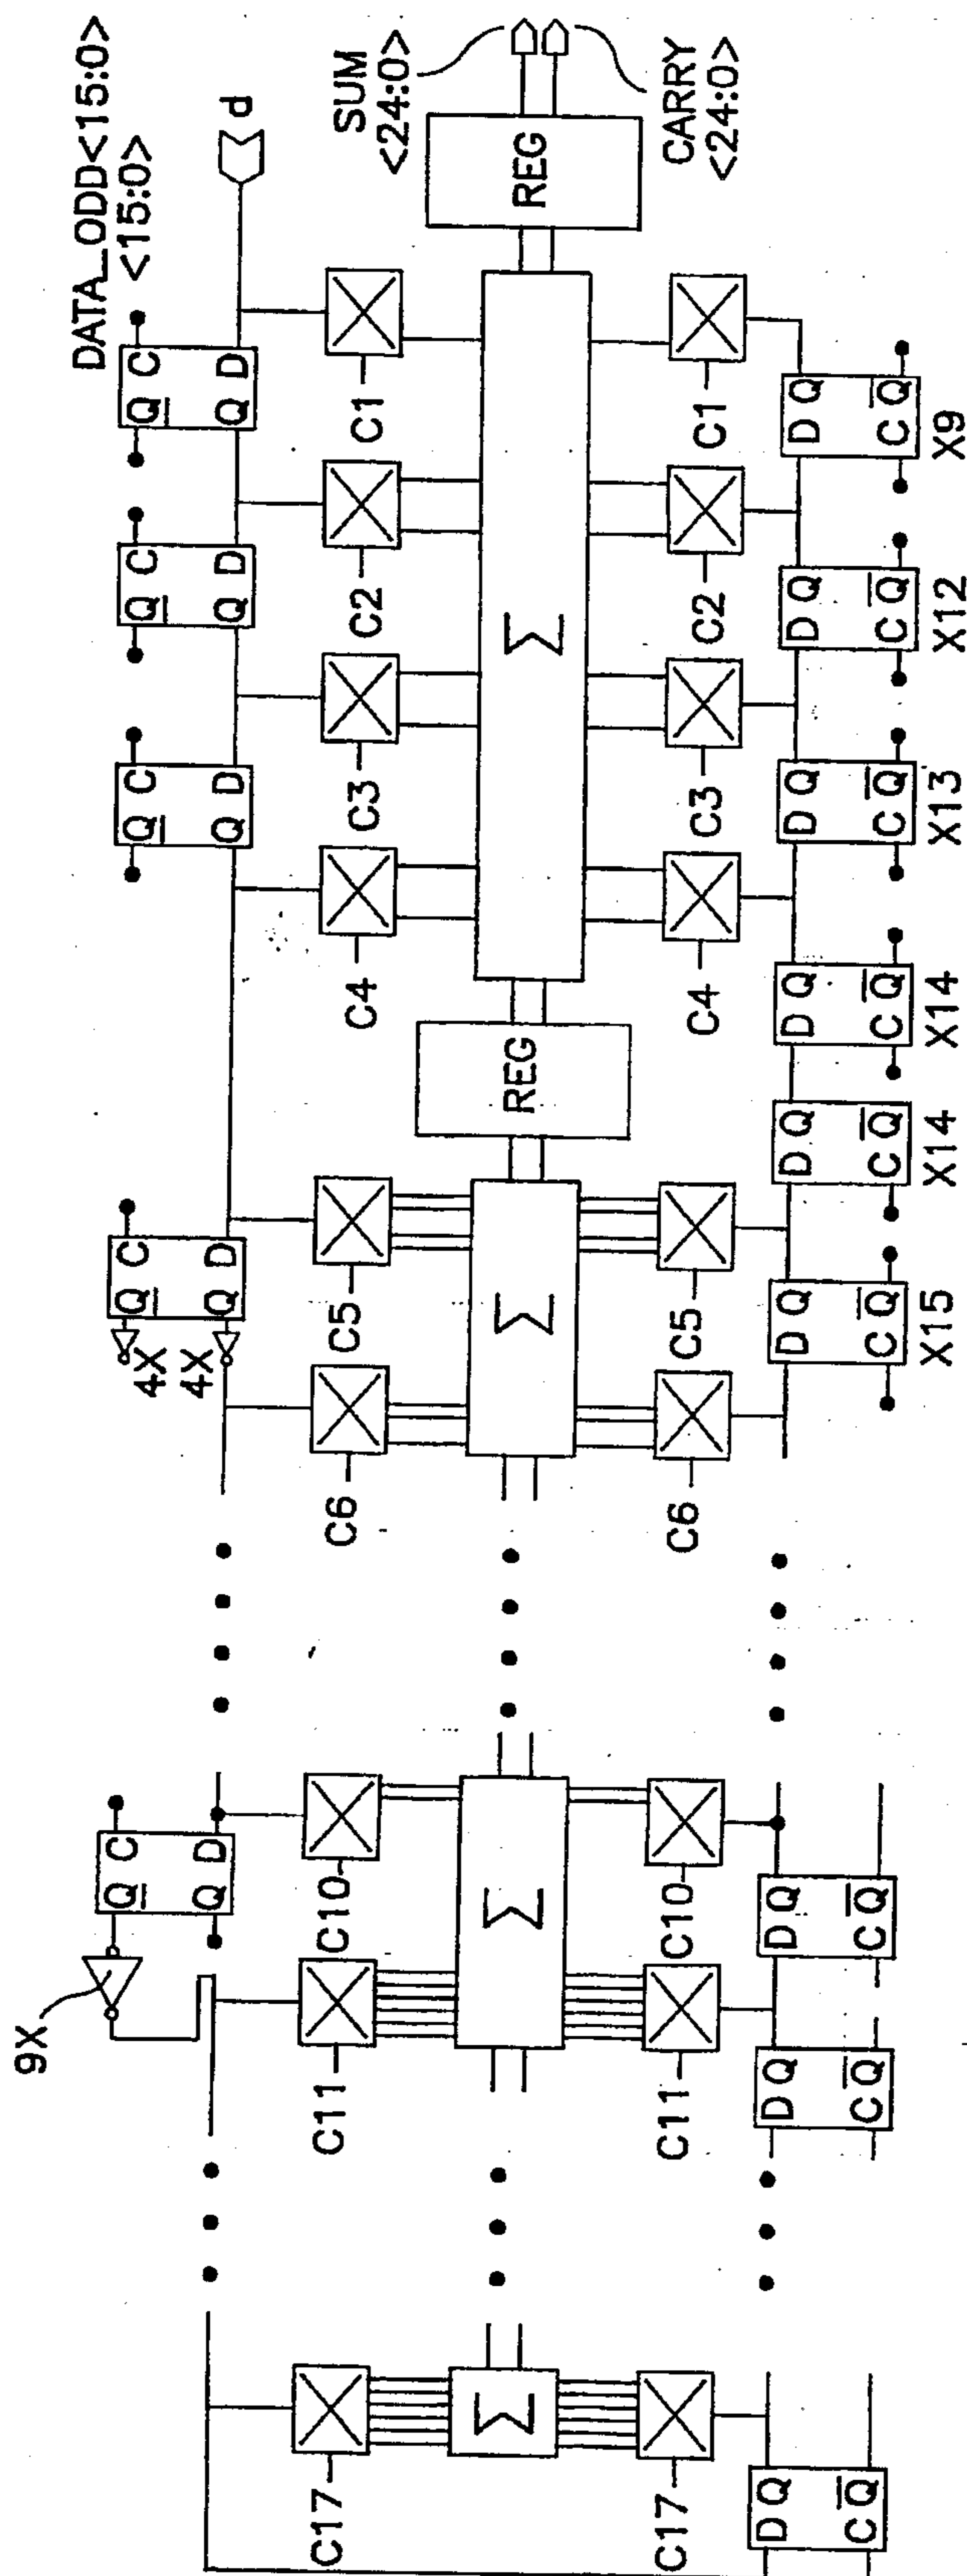 DATA_ODD<15:0>
<15:0>
d
SUM
<24:0>
CARRY
<24:0>
REG
Q C
Q D
Q C
Q D
Q C
Q D
Q C
Q D
4X
4X
Q C
Q D
9X
C1
C2
C3
C4
C5
C6
C10
C11
C17
Σ
REG
Σ
Σ
Σ
C1
C2
C3
C4
C5
C6
C10
C11
C17
D Q
C Q
X9
D Q
C Q
X12
D Q
C Q
X13
D Q
C Q
X14
D Q
C Q
X14
D Q
C Q
X15
D Q
C Q
D Q
C Q
D Q
C Q